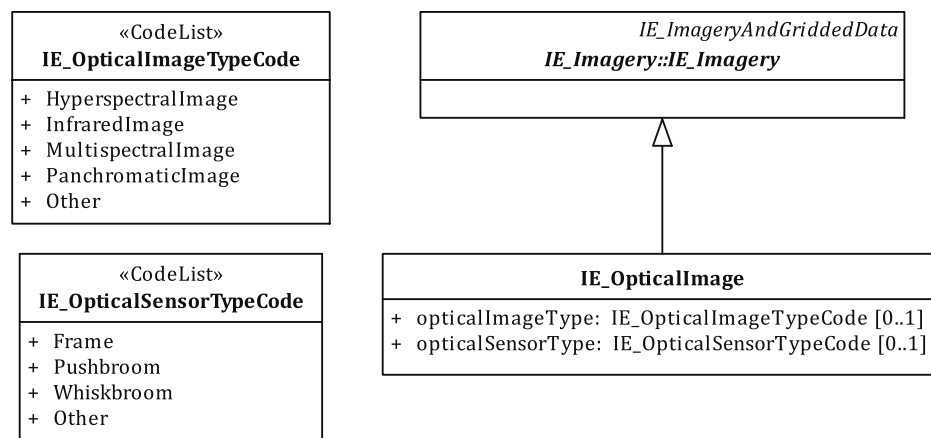 «CodeList»
IE_OpticalImageTypeCode
+ HyperspectralImage
+ InfraredImage
+ MultispectralImage
+ PanchromaticImage
+ Other
«CodeList»
IE_OpticalSensorTypeCode
+ Frame
+ Pushbroom
+ Whiskbroom
+ Other
IE_ImageryAndGriddedData
IE_Imagery::IE_Imagery
IE_OpticalImage
+ opticalImageType: IE_OpticalImageTypeCode [0..1]
+ opticalSensorType: IE_OpticalSensorTypeCode [0..1]